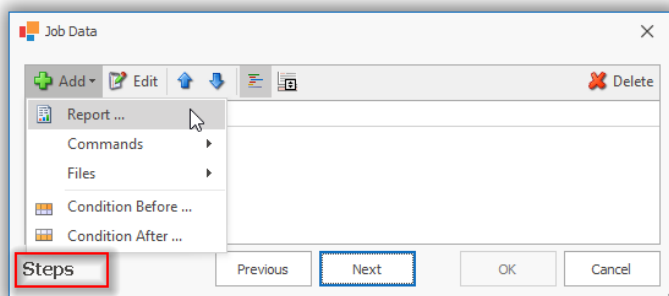 Job Data
Add Edit Delete
Report ...
Commands
Files
Condition Before ...
Condition After ...
Steps Previous Next OK Cancel